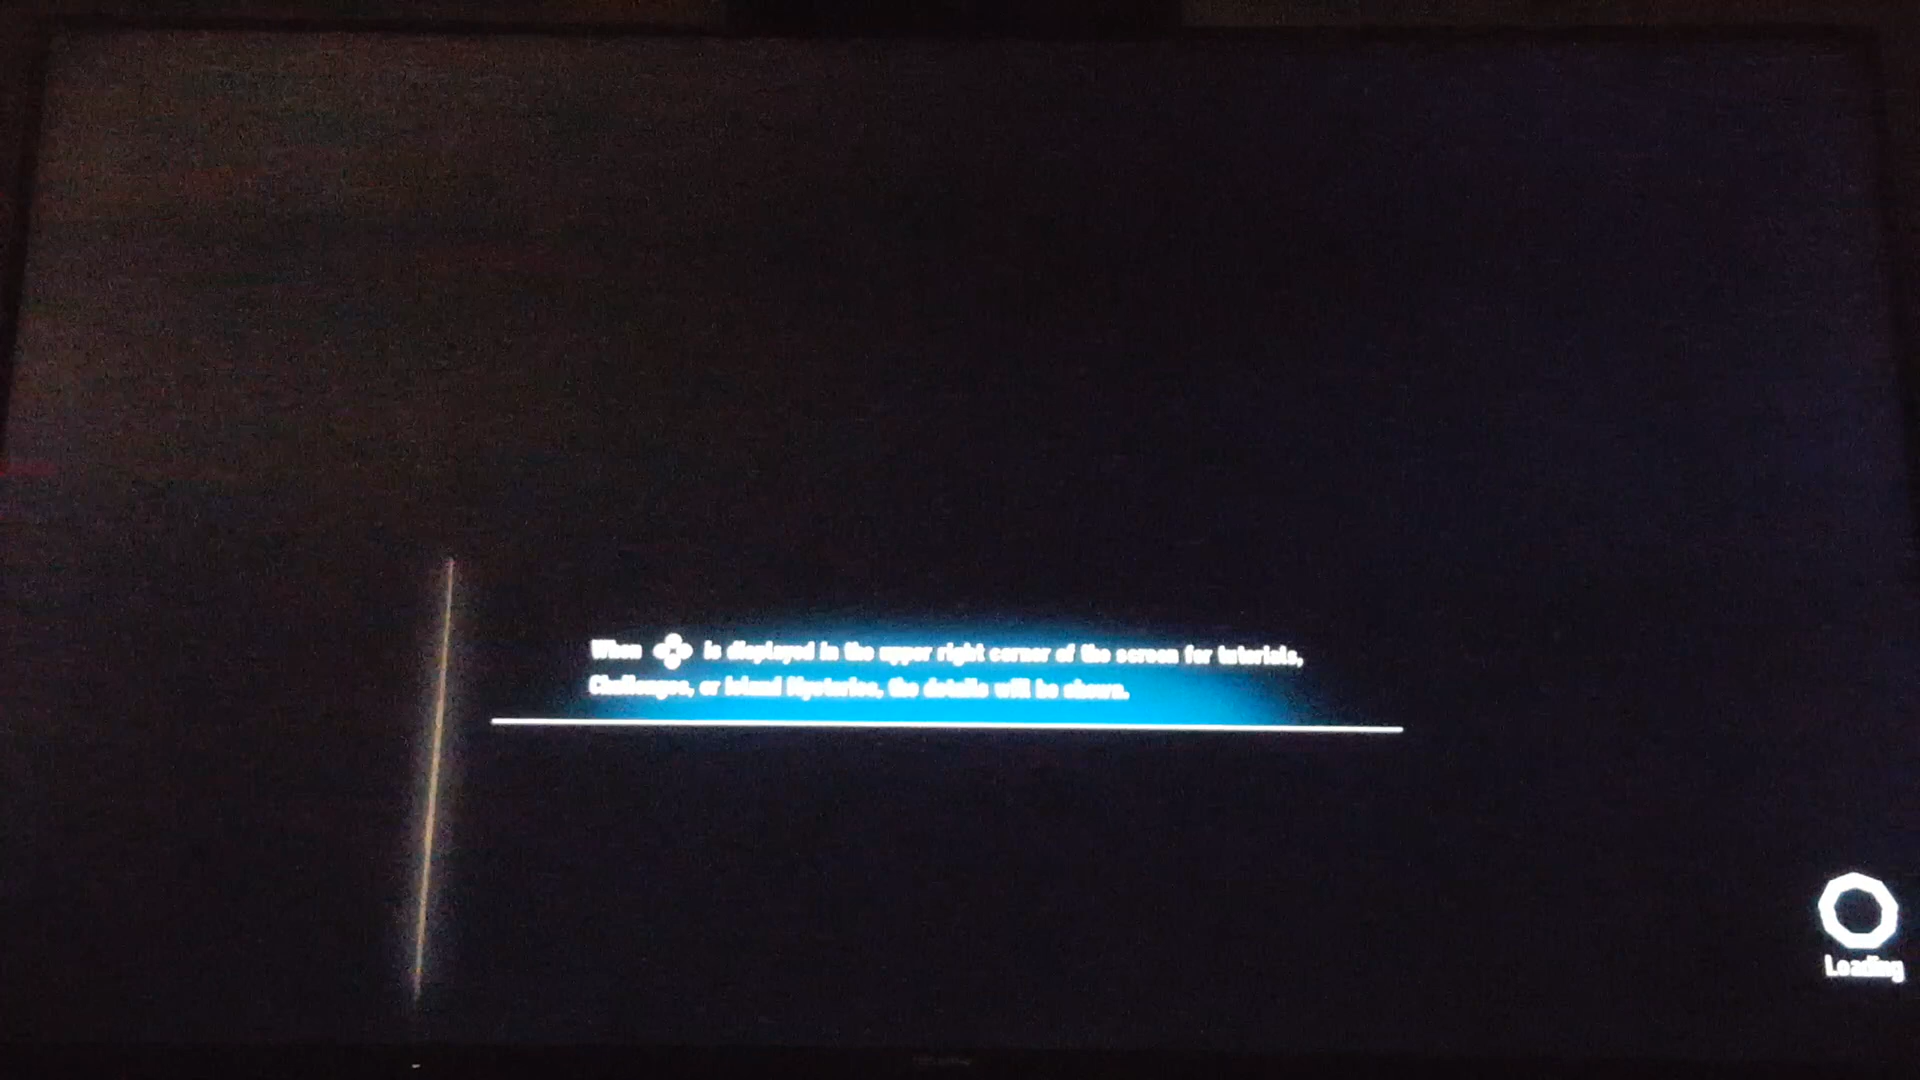 When is displayed in the upper right corner of the screen for tutorials,
Challenges, or Island Mysteries, the details will be shown.
Loading